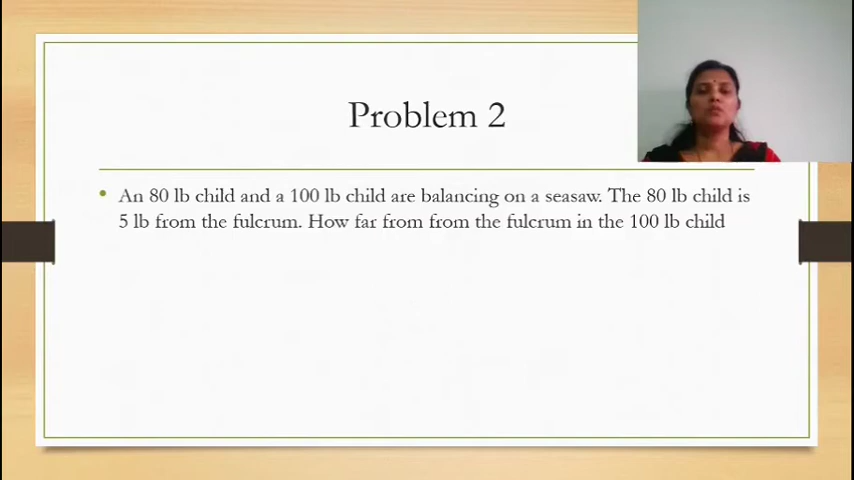 Problem 2
• An 80 lb child and a 100 lb child are balancing on a seasaw. The 80 lb child is
5 lb from the fulcrum. How far from from the fulcrum in the 100 lb child